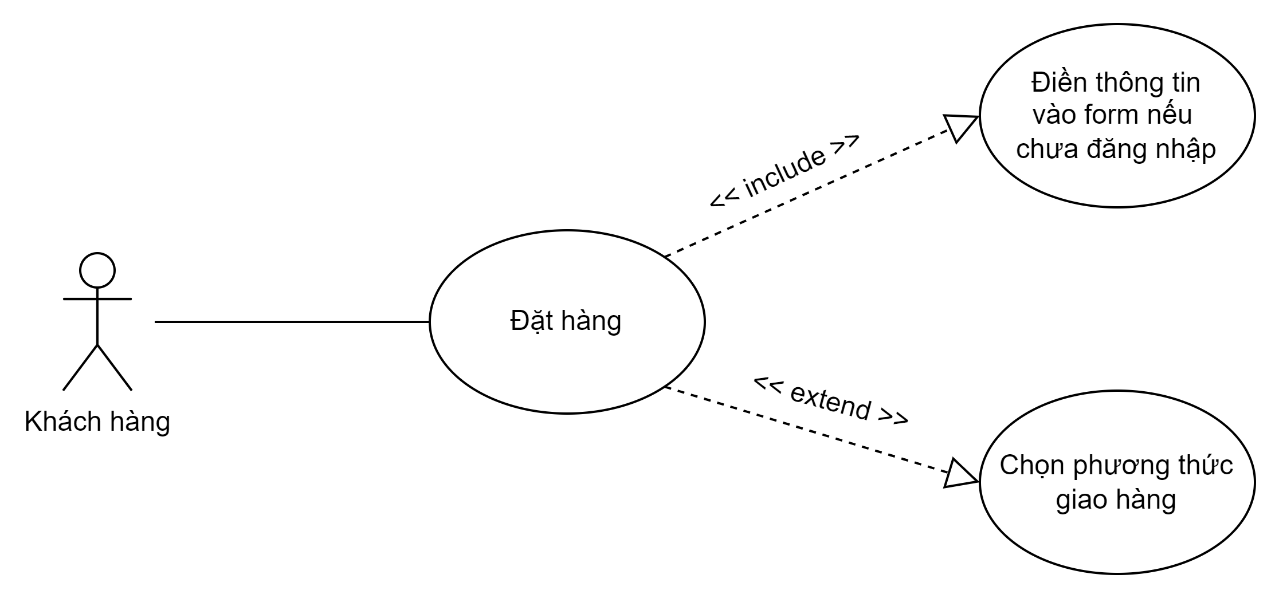 Điền thông tin
vào form nếu
chưa đăng nhập
<< include >>
Đặt hàng
<< extend >>
Khách hàng
Chọn phương thức
giao hàng